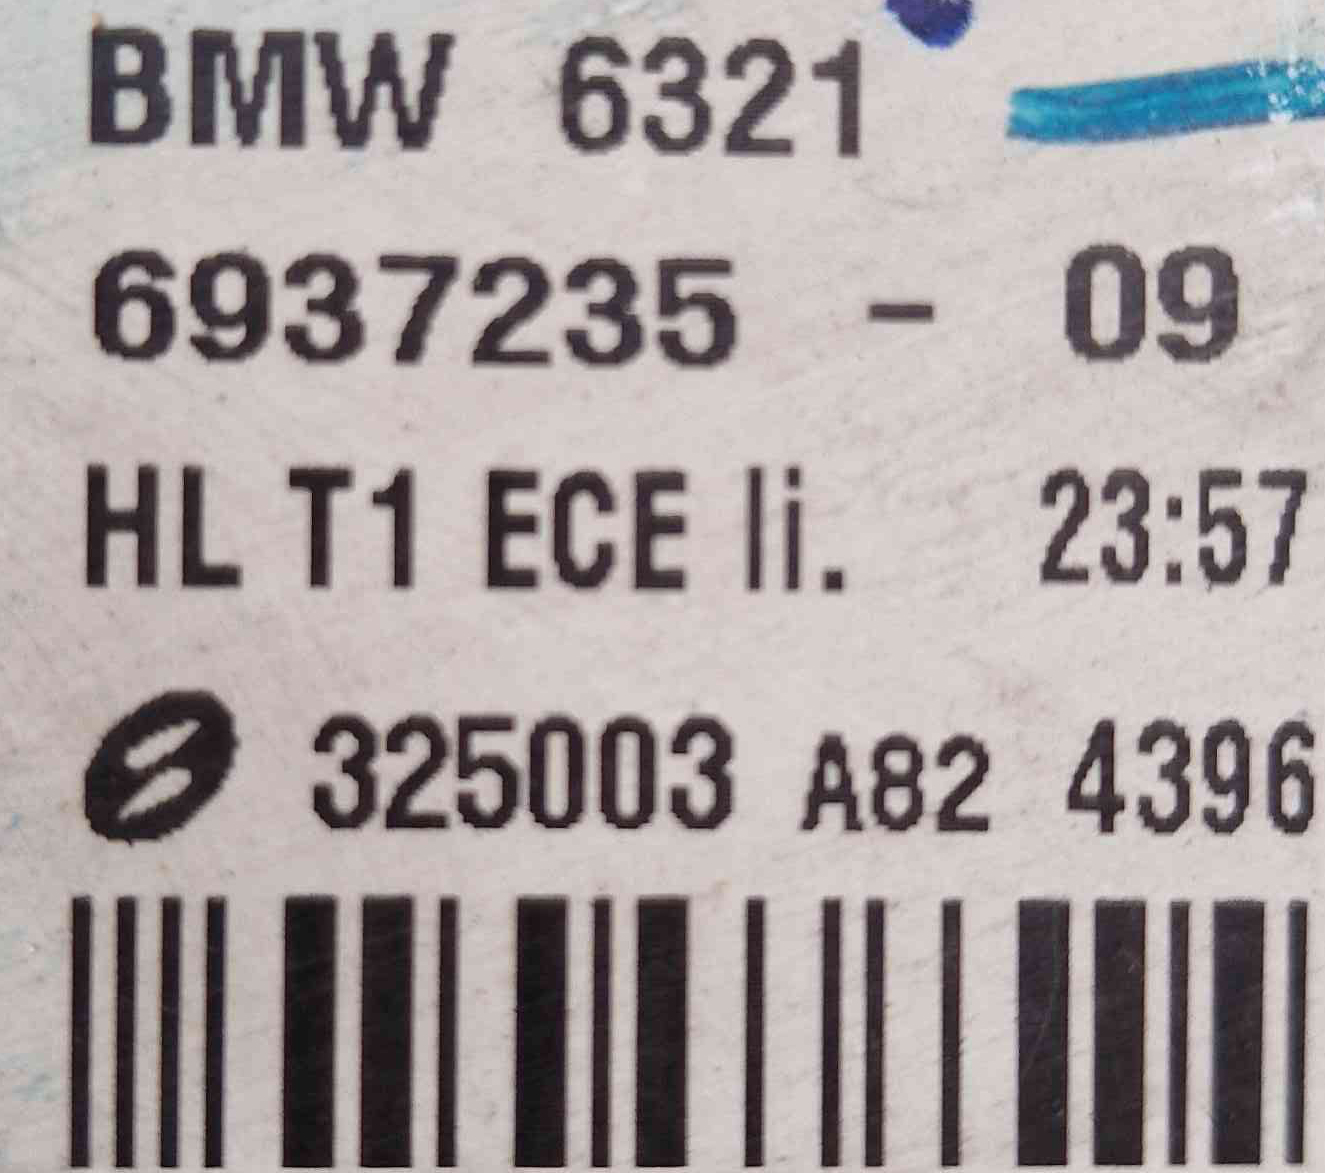 BMW 6321
6937235 - 09
HL T1 ECE li. 23:57
325003 A82 4396